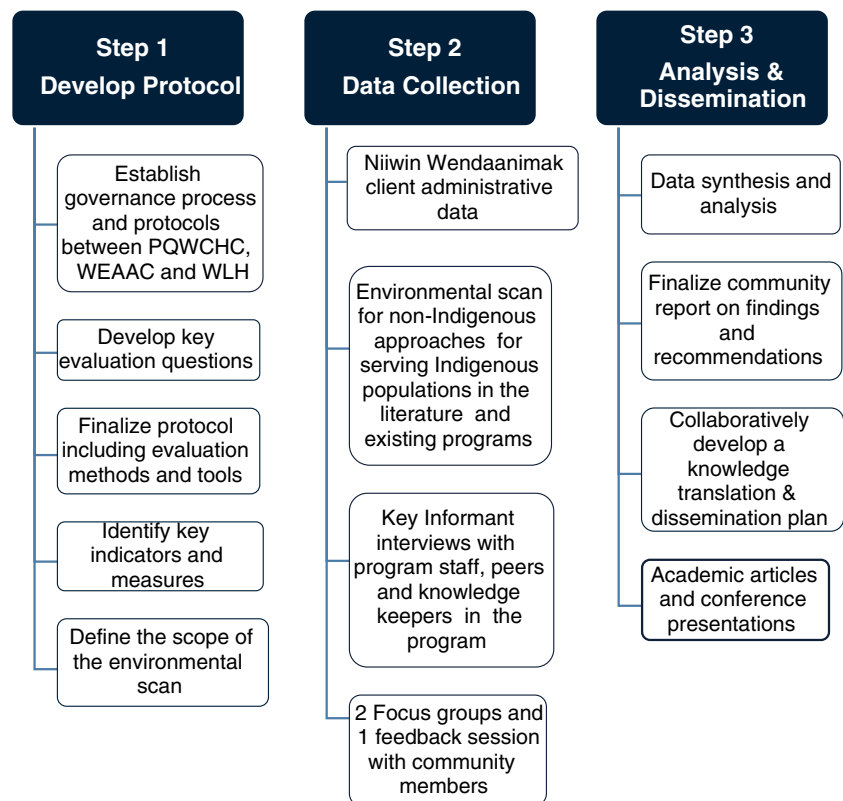 Step 1
Develop Protocol
Establish
governance process
and protocols
between PQWCHC,
WEAAC and WLH
Develop key
evaluation questions
Finalize protocol
including evaluation
methods and tools
Identify key
indicators and
measures
Define the scope of
the environmental
scan
Step 2
Data Collection
Niiwin Wendaanimak
client administrative
data
Environmental scan
for non-Indigenous
approaches for
serving Indigenous
populations in the
literature and
existing programs
Key Informant
interviews with
program staff, peers
and knowledge
keepers in the
program
2 Focus groups and
1 feedback session
with community
members
Step 3
Analysis &
Dissemination
Data synthesis and
analysis
Finalize community
report on findings
and
recommendations
Collaboratively
develop a
knowledge
translation &
dissemination plan
Academic articles
and conference
presentations